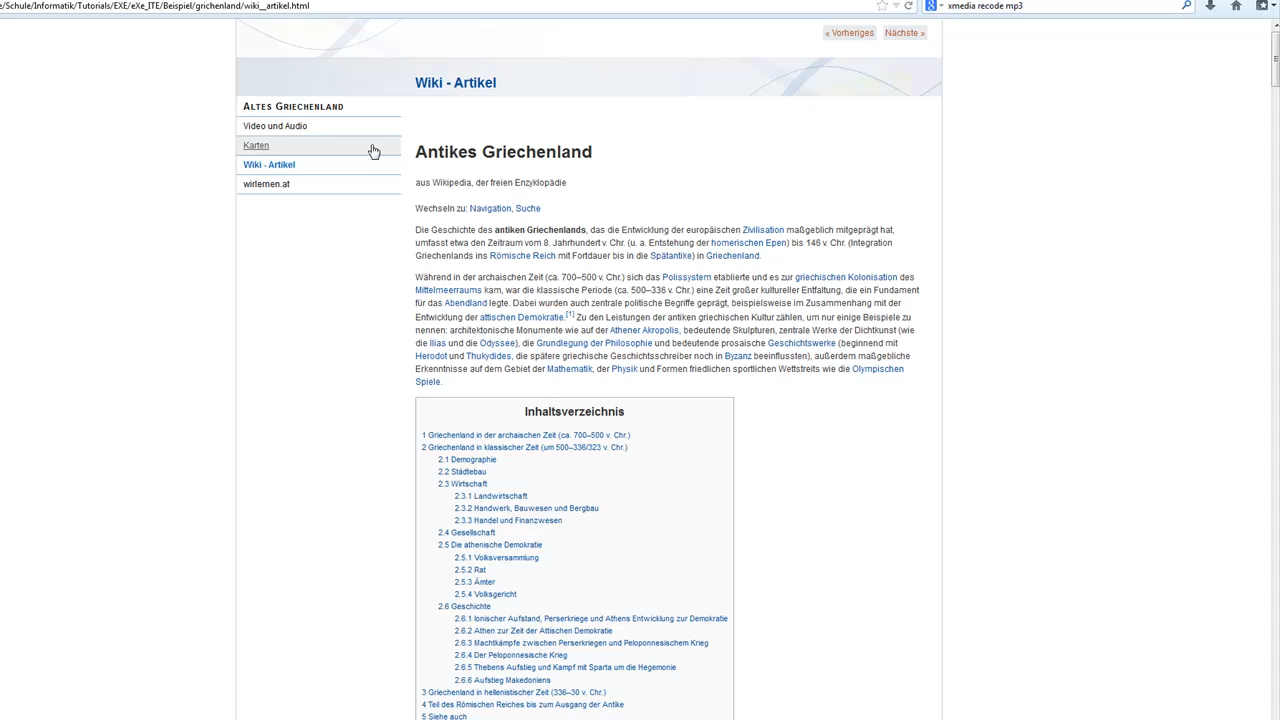 e/Schule/Informatik/Tutorials/EXE/eXe_ITE/Beispiel/grichenland/wiki__artikel.html
xmedia recode mp3
« Vorheriges
Nächste »
Wiki - Artikel
ALTES GRIECHENLAND
Video und Audio
Karten
Wiki - Artikel
wirlernen.at
Antikes Griechenland
aus Wikipedia, der freien Enzyklopädie
Wechseln zu: Navigation, Suche
Die Geschichte des antiken Griechenlands, das die Entwicklung der europäischen Zivilisation maßgeblich mitgeprägt hat,
umfasst etwa den Zeitraum vom 8. Jahrhundert v. Chr. (u. a. Entstehung der homerischen Epen) bis 146 v. Chr. (Integration
Griechenlands ins Römische Reich mit Fortdauer bis in die Spätantike) in Griechenland.
Während in der archaischen Zeit (ca. 700–500 v. Chr.) sich das Polissystem etablierte und es zur griechischen Kolonisation des
Mittelmeerraums kam, war die klassische Periode (ca. 500–336 v. Chr.) eine Zeit großer kultureller Entfaltung, die ein Fundament
für das Abendland legte. Dabei wurden auch zentrale politische Begriffe geprägt, beispielsweise im Zusammenhang mit der
Entwicklung der attischen Demokratie.[1] Zu den Leistungen der antiken griechischen Kultur zählen, um nur einige Beispiele zu
nennen: architektonische Monumente wie auf der Athener Akropolis, bedeutende Skulpturen, zentrale Werke der Dichtkunst (wie
die Ilias und die Odyssee), die Grundlegung der Philosophie und bedeutende prosaische Geschichtswerke (beginnend mit
Herodot und Thukydides, die spätere griechische Geschichtsschreiber noch in Byzanz beeinflussten), außerdem maßgebliche
Erkenntnisse auf dem Gebiet der Mathematik, der Physik und Formen friedlichen sportlichen Wettstreits wie die Olympischen
Spiele.
Inhaltsverzeichnis
1 Griechenland in der archaischen Zeit (ca. 700–500 v. Chr.)
2 Griechenland in klassischer Zeit (um 500–336/323 v. Chr.)
2.1 Demographie
2.2 Städtebau
2.3 Wirtschaft
2.3.1 Landwirtschaft
2.3.2 Handwerk, Bauwesen und Bergbau
2.3.3 Handel und Finanzwesen
2.4 Gesellschaft
2.5 Die athenische Demokratie
2.5.1 Volksversammlung
2.5.2 Rat
2.5.3 Ämter
2.5.4 Volksgericht
2.6 Geschichte
2.6.1 Ionischer Aufstand, Perserkriege und Athens Entwicklung zur Demokratie
2.6.2 Athen zur Zeit der Attischen Demokratie
2.6.3 Machtkämpfe zwischen Perserkriegen und Peloponnesischem Krieg
2.6.4 Der Peloponnesische Krieg
2.6.5 Thebens Aufstieg und Kampf mit Sparta um die Hegemonie
2.6.6 Aufstieg Makedoniens
3 Griechenland in hellenistischer Zeit (336–30 v. Chr.)
4 Teil des Römischen Reiches bis zum Ausgang der Antike
5 Siehe auch